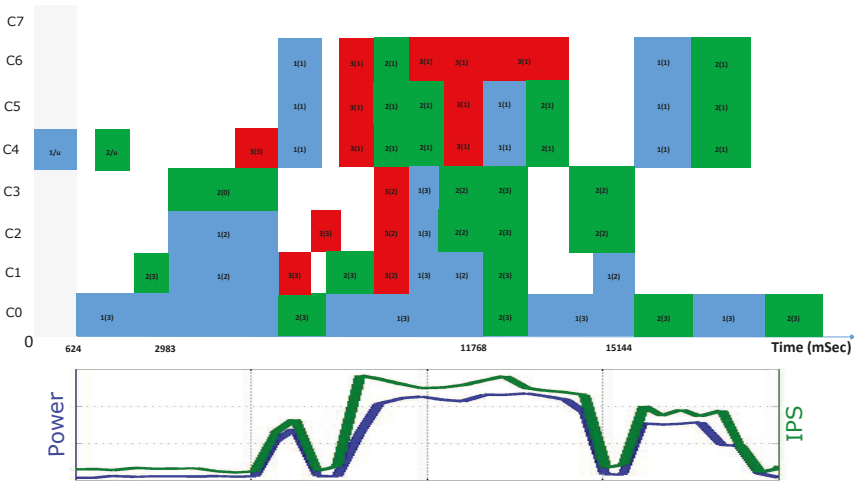 C7
C6 1(1) 3(1) 2(1) 3(1) 3(1) 3(1) 1(1) 2(1)
C5 1(1) 3(1) 2(1) 2(1) 3(1) 1(1) 2(1) 1(1) 2(1)
C4 1/u 2/u 3(3) 1(1) 3(1) 2(1) 2(1) 3(1) 1(1) 2(1) 1(1) 2(1)
C3 2(0) 3(2) 1(3) 2(2) 2(3) 2(2)
C2 1(2) 3(3) 3(2) 1(3) 2(2) 2(3) 2(2)
C1 2(3) 1(2) 3(3) 2(3) 3(2) 1(3) 1(2) 2(3) 1(2)
C0 1(3) 2(3) 1(3) 2(3) 1(3) 2(3) 1(3) 2(3)
0 624 2983 11768 15144 Time (mSec)
Power
IPS